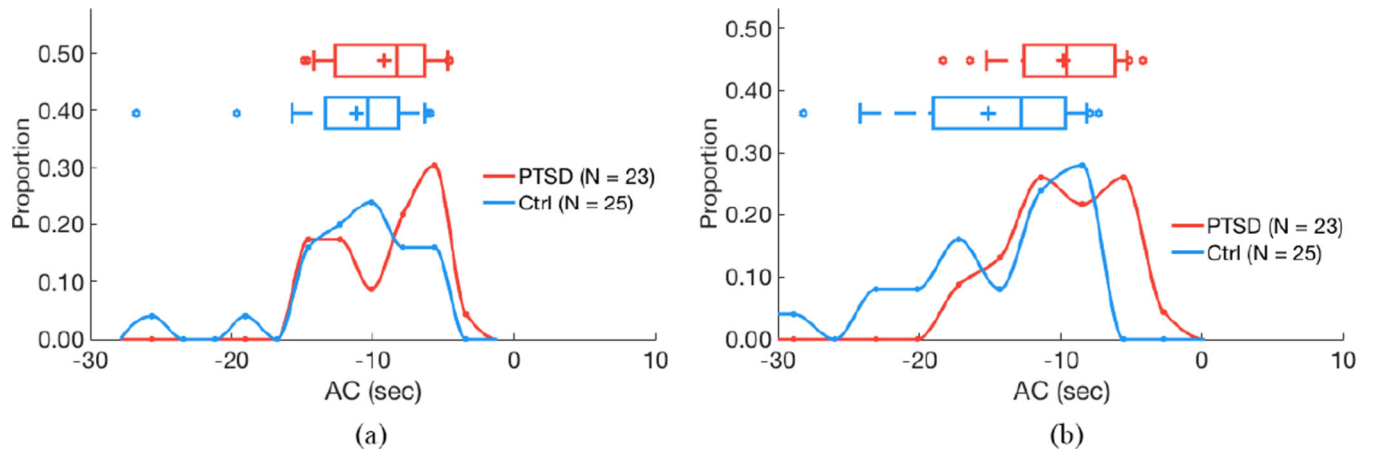 Proportion
0.50
0.40
0.30
0.20
0.10
0.00
-30
-20
-10
0
10
AC (sec)
PTSD (N = 23)
Ctrl (N = 25)
(a)
Proportion
0.50
0.40
0.30
0.20
0.10
0.00
-30
-20
-10
0
10
AC (sec)
PTSD (N = 23)
Ctrl (N = 25)
(b)